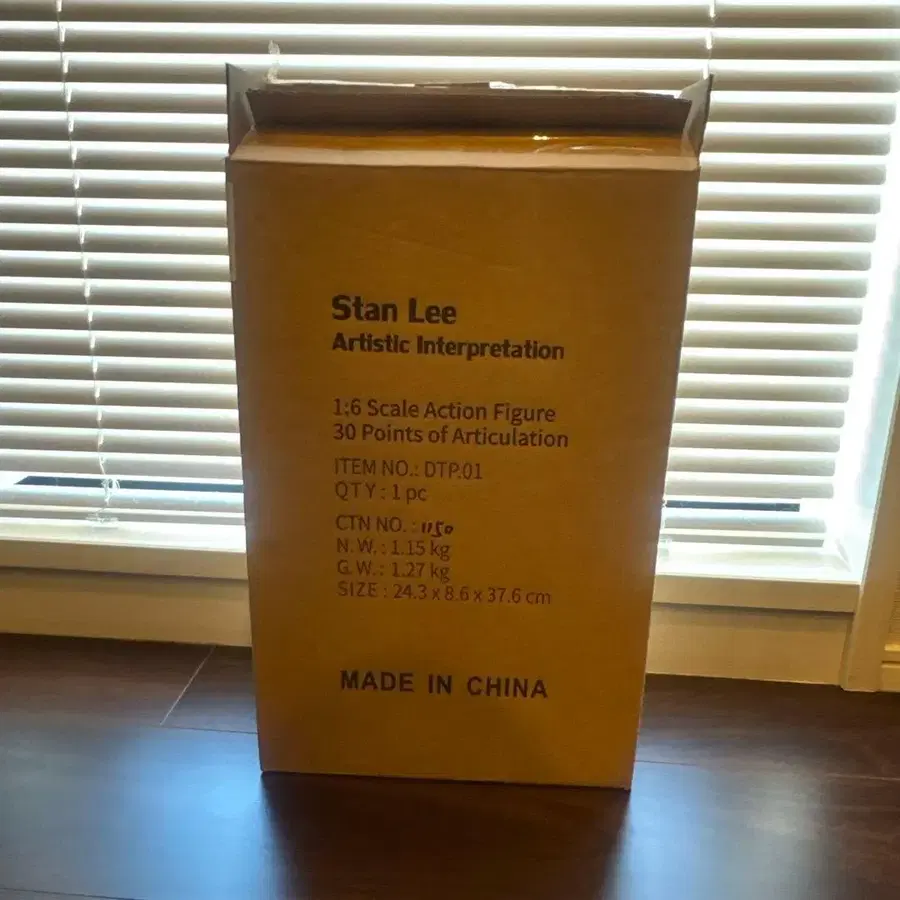 Stan Lee
Artistic Interpretation
1:6 Scale Action Figure
30 Points of Articulation
ITEM NO.: DTP.01
QTY : 1 pc
CTN NO. : 1150
N. W. : 1.15 kg
G. W. : 1.27 kg
SIZE : 24.3 x 8.6 x 37.6 cm
MADE IN CHINA